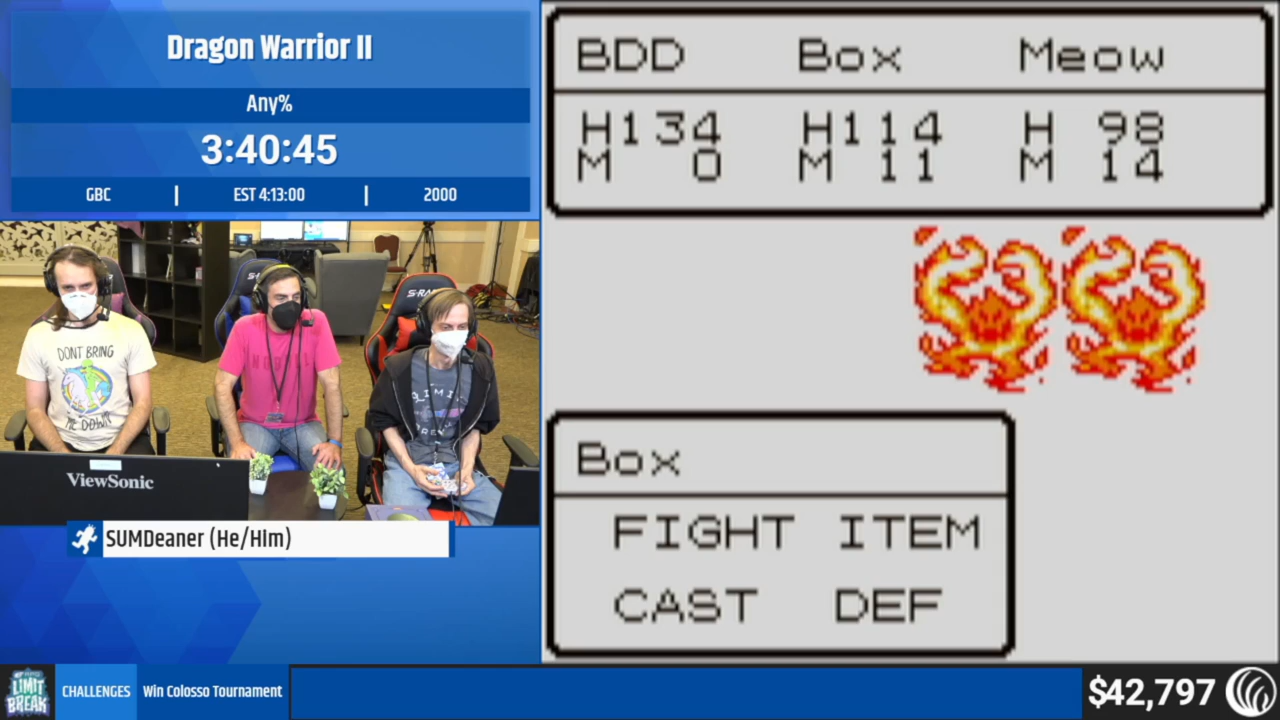 Dragon Warrior II
Any%
3:40:45
GBC | EST 4:13:00 | 2000
BDD Box Meow
H134 H114 H 98
M 0 M 11 M 14
DONT BRING
ME DOWN
ViewSonic
SUMDeaner (He/HIm)
Box
FIGHT ITEM
CAST DEF
LIMIT BREAK
CHALLENGES Win Colosso Tournament
$42,797